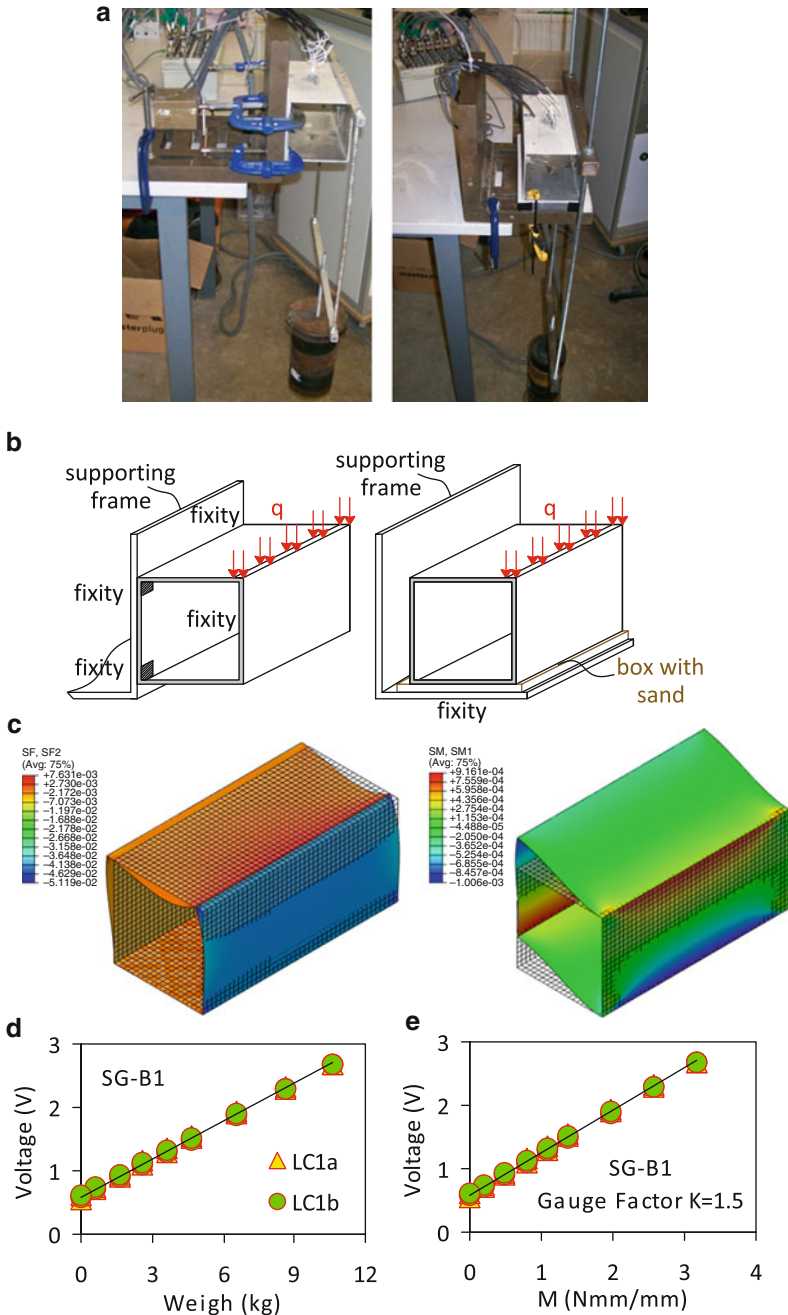 a
masterplug
terplug
b
supporting
frame
fixity
q
fixity
fixity
fixity
supporting
frame
q
box with
sand
fixity
c
SF, SF2
(Avg: 75%)
+7.631e-03
+2.730e-03
−2.172e-03
−7.073e-03
−1.197e-02
−1.688e-02
−2.178e-02
−2.668e-02
−3.158e-02
−3.648e-02
−4.138e-02
−4.629e-02
−5.119e-02
SM, SM1
(Avg: 75%)
+9.161e-04
+7.559e-04
+5.958e-04
+4.356e-04
+2.754e-04
+1.153e-04
−4.488e-05
−2.050e-04
−3.652e-04
−5.254e-04
−6.855e-04
−8.457e-04
−1.006e-03
d
3
2
1
0
Voltage (V)
SG-B1
LC1a
LC1b
0 3 6 9 12
Weigh (kg)
e
3
2
1
0
Voltage (V)
SG-B1
Gauge Factor K=1.5
0 1 2 3 4
M (Nmm/mm)